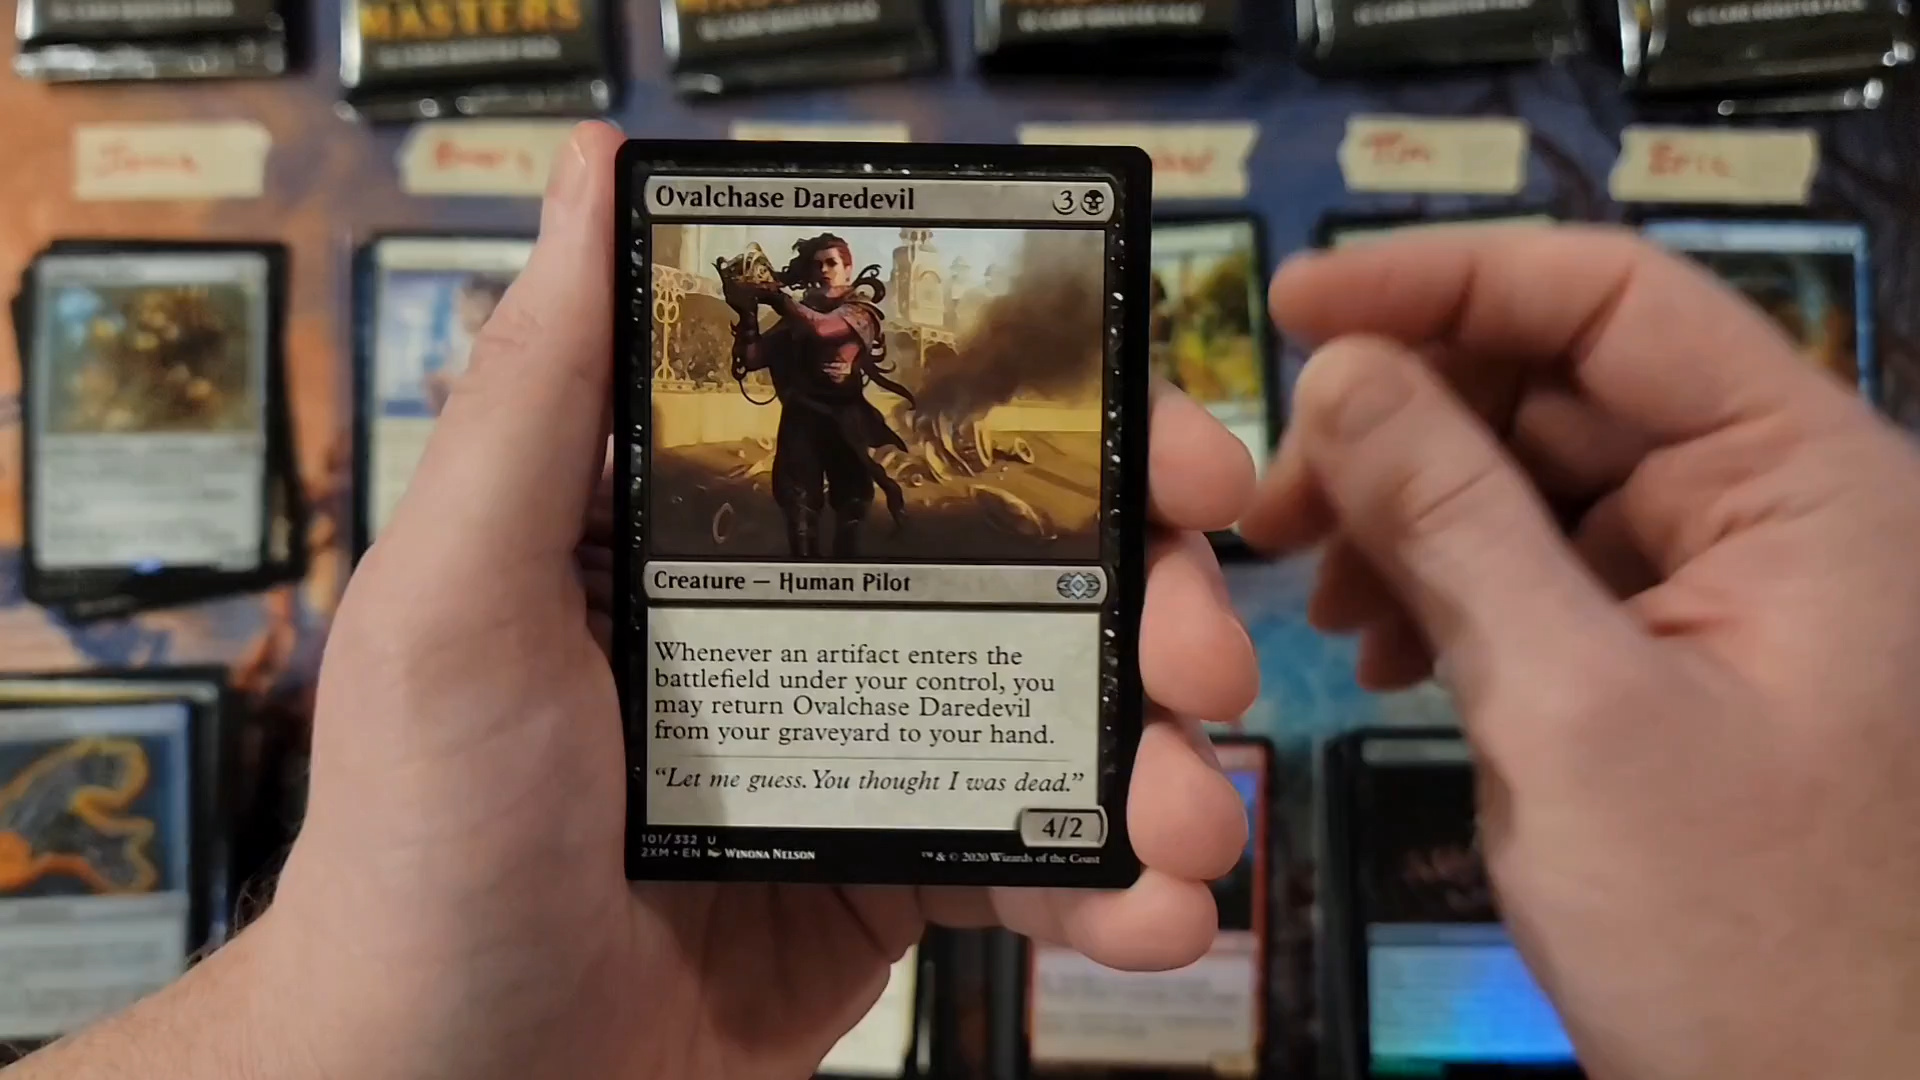 MASTERS
Tom
Eric
Ovalchase Daredevil 3
Creature — Human Pilot
Whenever an artifact enters the
battlefield under your control, you
may return Ovalchase Daredevil
from your graveyard to your hand.
“Let me guess. You thought I was dead.”
4/2
101/332 U
2XM • EN Winona Nelson
™ & © 2020 Wizards of the Coast